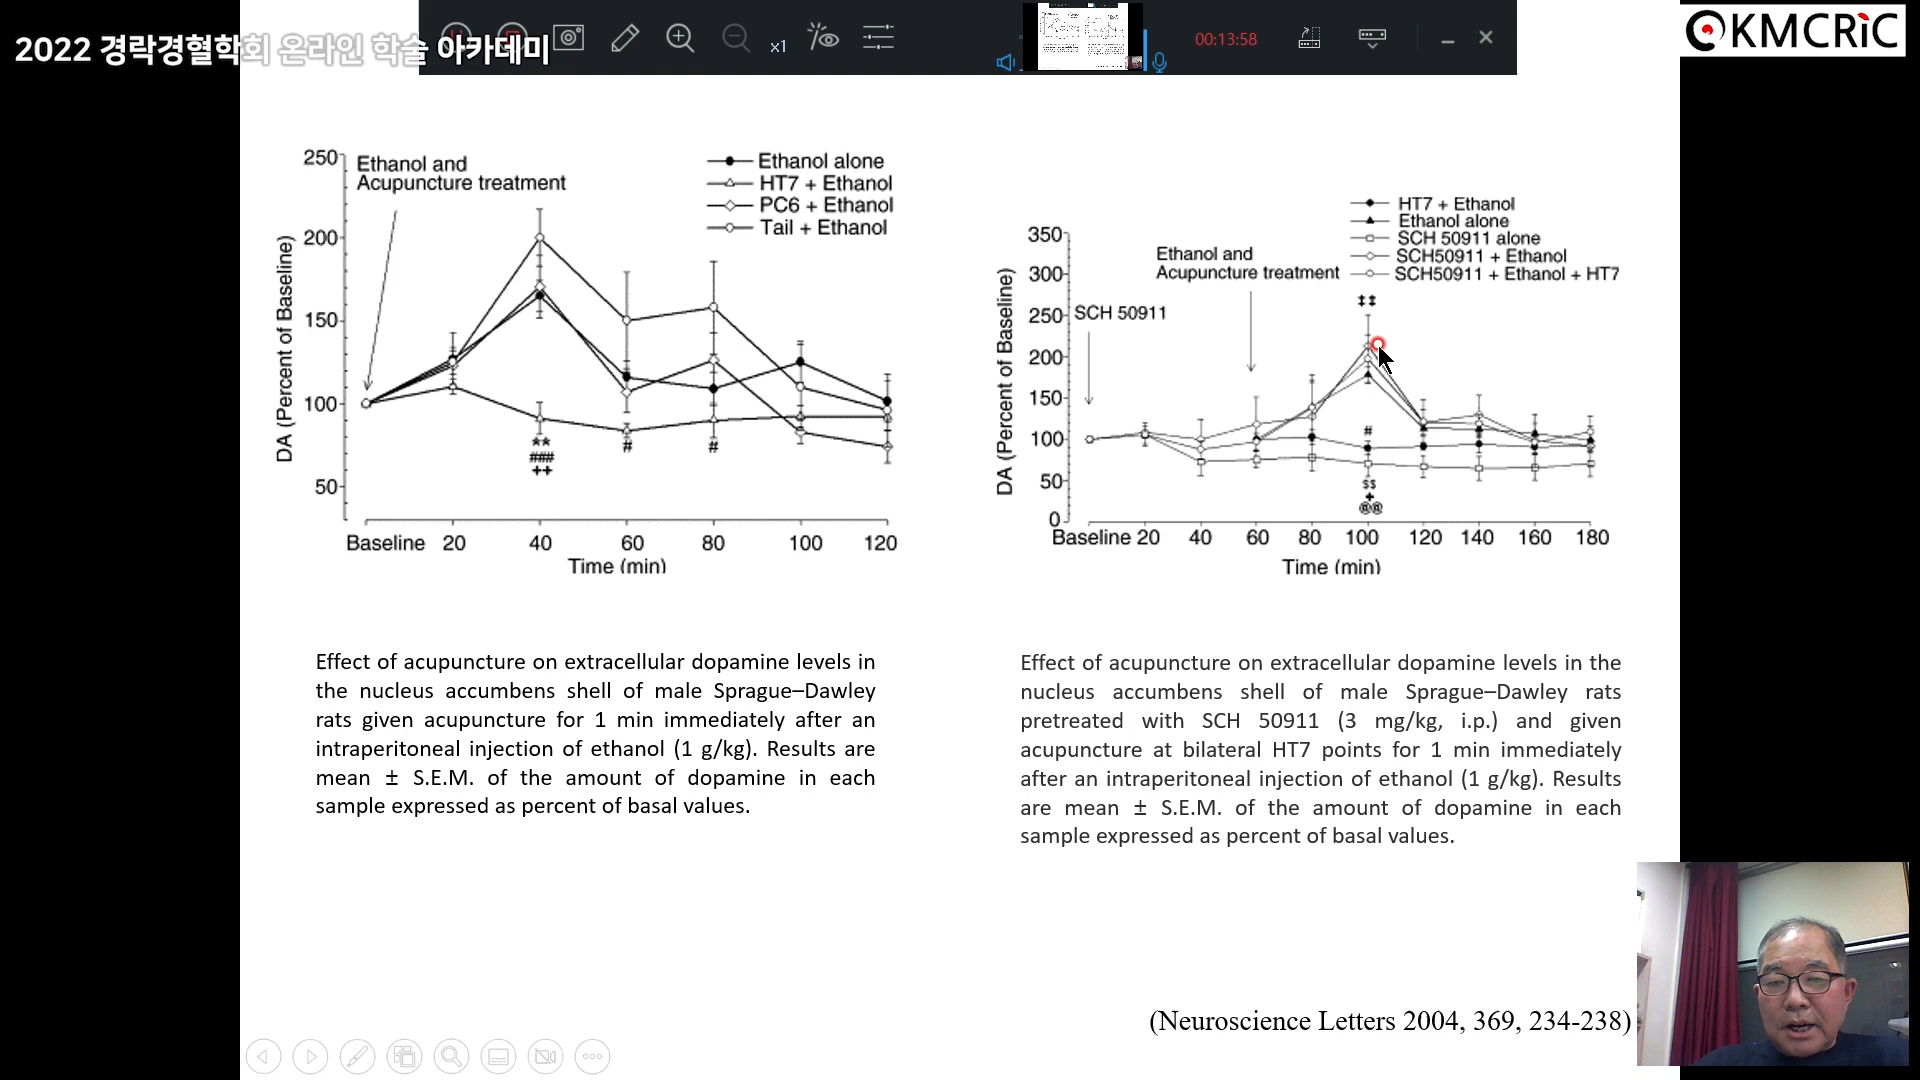 2022 경락경혈학회 온라인 학술 아카데미
x1
00:13:58
KMCRiC
250
200
150
100
50
DA (Percent of Baseline)
Ethanol and
Acupuncture treatment
Ethanol alone
HT7 + Ethanol
PC6 + Ethanol
Tail + Ethanol
**
###
++
#
#
Baseline 20 40 60 80 100 120
Time (min)
HT7 + Ethanol
Ethanol alone
SCH 50911 alone
SCH50911 + Ethanol
SCH50911 + Ethanol + HT7
350
300
250
200
150
100
50
0
DA (Percent of Baseline)
Ethanol and
Acupuncture treatment
SCH 50911
‡‡
#
$$
+
@@
Baseline 20 40 60 80 100 120 140 160 180
Time (min)
Effect of acupuncture on extracellular dopamine levels in
the nucleus accumbens shell of male Sprague–Dawley
rats given acupuncture for 1 min immediately after an
intraperitoneal injection of ethanol (1 g/kg). Results are
mean ± S.E.M. of the amount of dopamine in each
sample expressed as percent of basal values.
Effect of acupuncture on extracellular dopamine levels in the
nucleus accumbens shell of male Sprague–Dawley rats
pretreated with SCH 50911 (3 mg/kg, i.p.) and given
acupuncture at bilateral HT7 points for 1 min immediately
after an intraperitoneal injection of ethanol (1 g/kg). Results
are mean ± S.E.M. of the amount of dopamine in each
sample expressed as percent of basal values.
(Neuroscience Letters 2004, 369, 234-238)